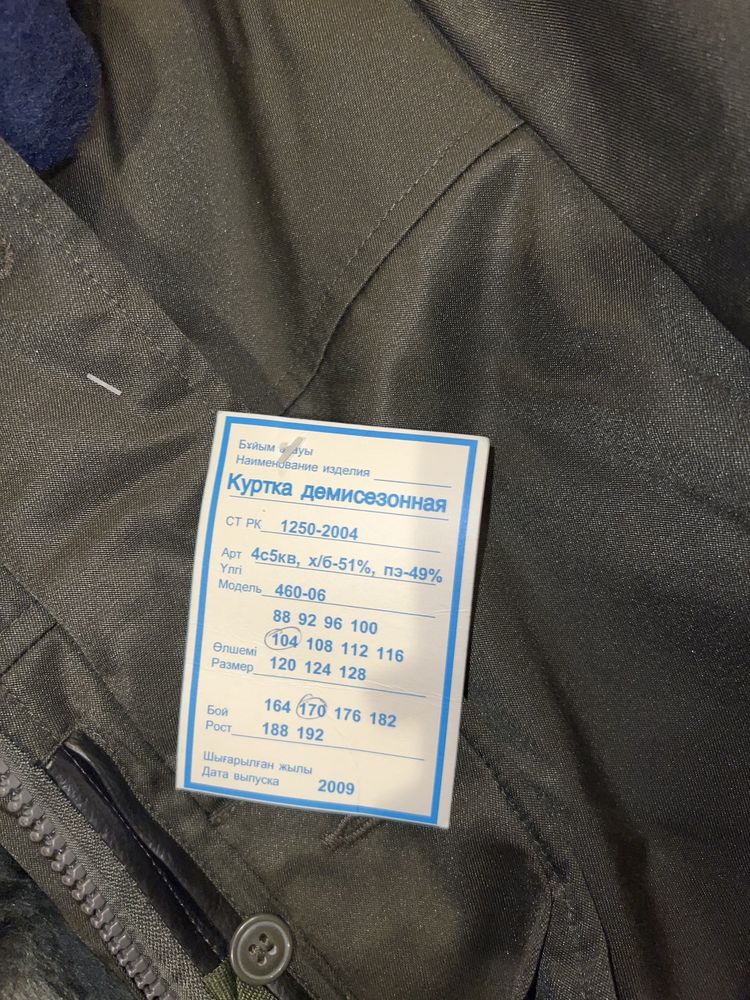 Бұйым атауы
Наименование изделия
Куртка демисезонная
СТ РК 1250-2004
Арт 4с5кв, х/б-51%, пэ-49%
Үлгі
Модель 460-06
88 92 96 100
104 108 112 116
Өлшемі
Размер 120 124 128
Бой 164 170 176 182
Рост 188 192
Шығарылған жылы
Дата выпуска 2009